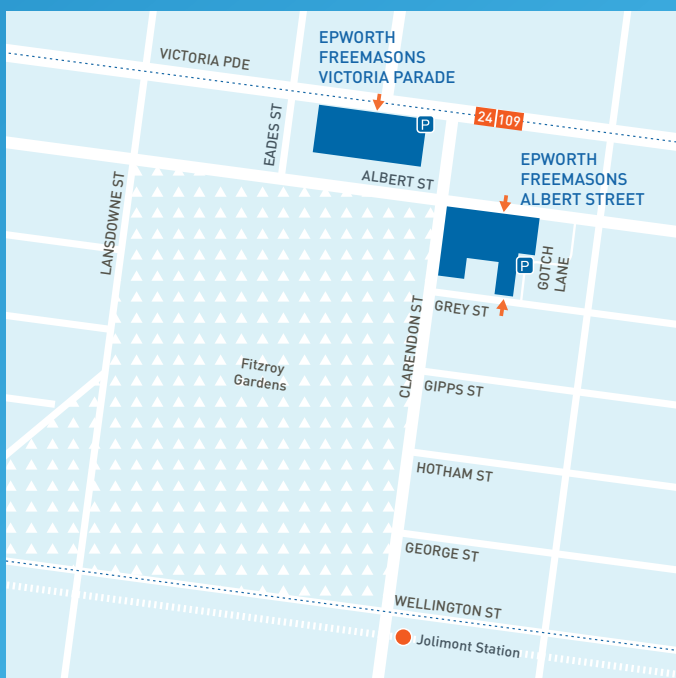 VICTORIA PDE
EPWORTH
FREEMASONS
VICTORIA PARADE
P
24 109
EADES ST
ALBERT ST
EPWORTH
FREEMASONS
ALBERT STREET
LANSDOWNE ST
P
GOTCH
LANE
CLARENDON ST
GREY ST
Fitzroy
Gardens
GIPPS ST
HOTHAM ST
GEORGE ST
WELLINGTON ST
Jolimont Station